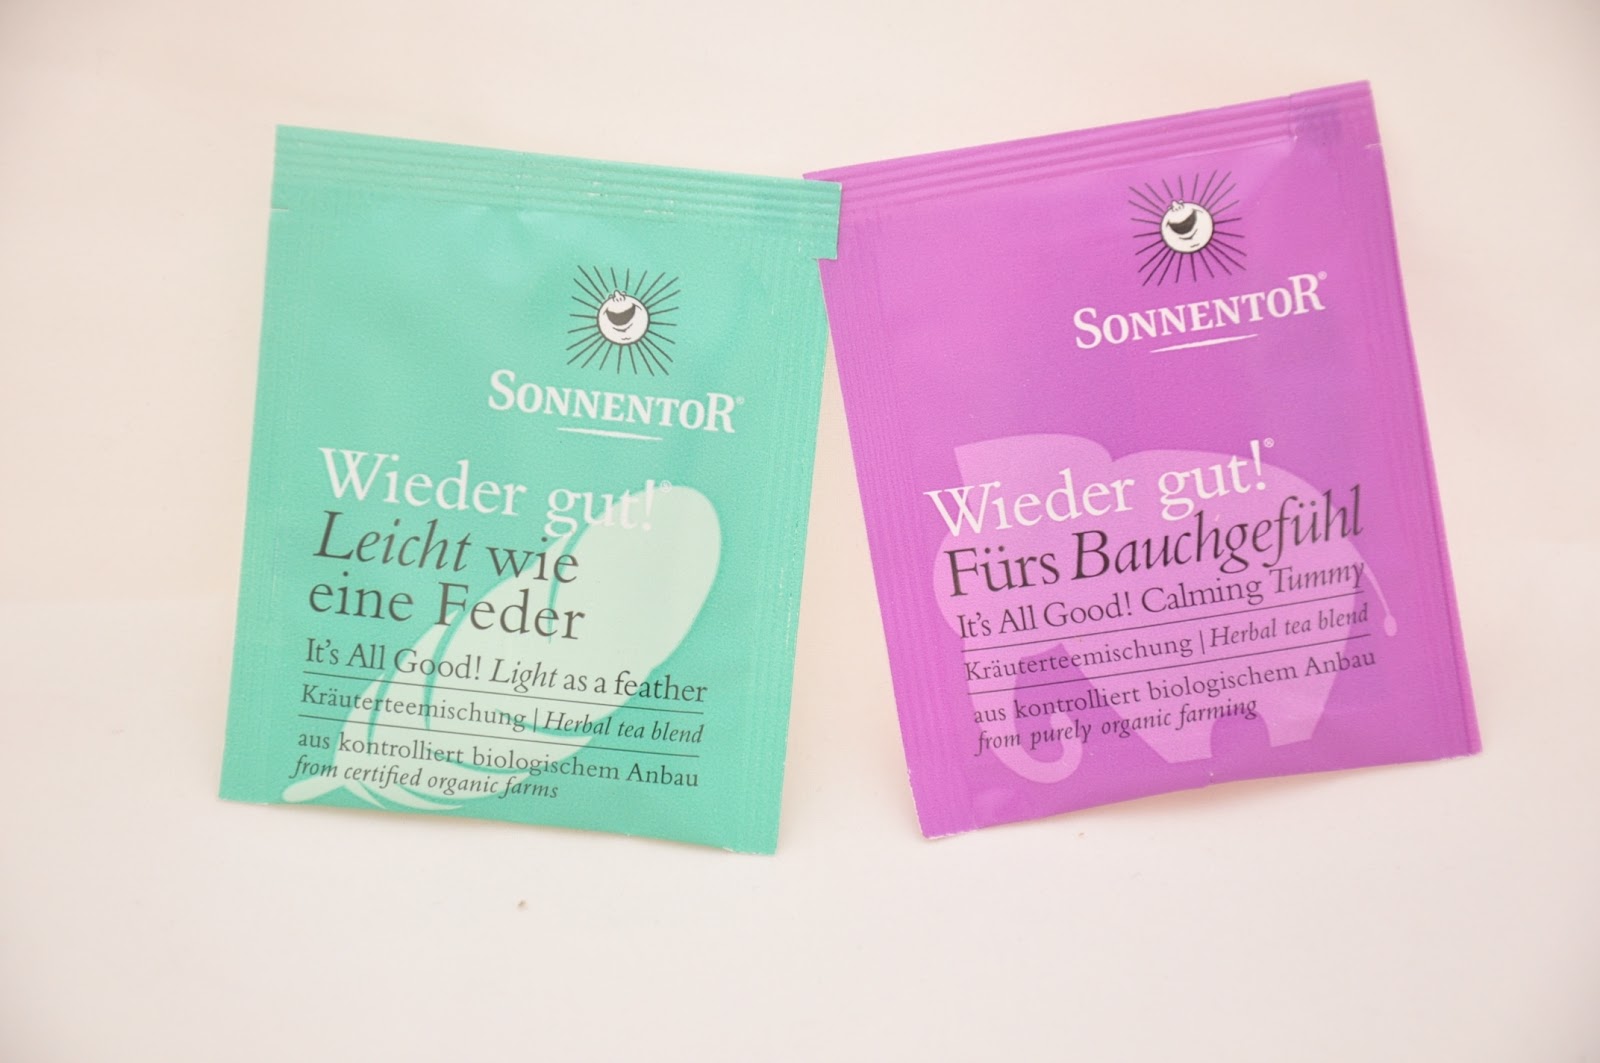 SONNENTOR®
Wieder gut!®
Leicht wie
eine Feder
It's All Good! Light as a feather
Kräuterteemischung | Herbal tea blend
aus kontrolliert biologischem Anbau
from certified organic farms
SONNENTOR®
Wieder gut!®
Fürs Bauchgefühl
It's All Good! Calming Tummy
Kräuterteemischung | Herbal tea blend
aus kontrolliert biologischem Anbau
from purely organic farming